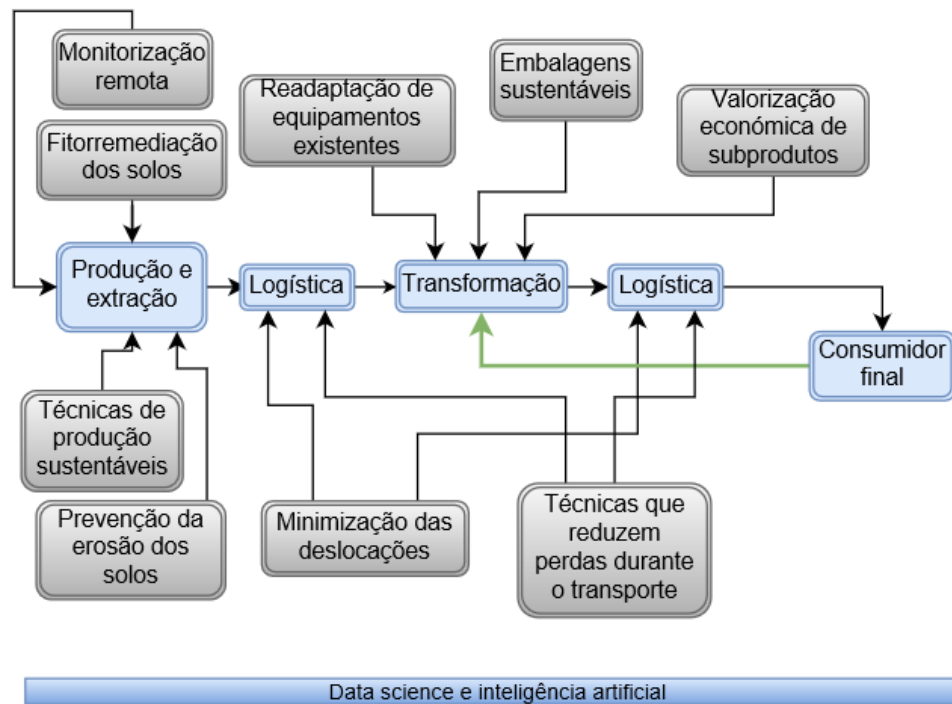 Monitorização
remota
Embalagens
sustentáveis
Readaptação de
equipamentos
existentes
Valorização
económica de
subprodutos
Fitorremediação
dos solos
Produção e
extração
Logística
Transformação
Logística
Consumidor
final
Técnicas de
produção
sustentáveis
Prevenção da
erosão dos
solos
Minimização das
deslocações
Técnicas que
reduzem
perdas durante
o transporte
Data science e inteligência artificial